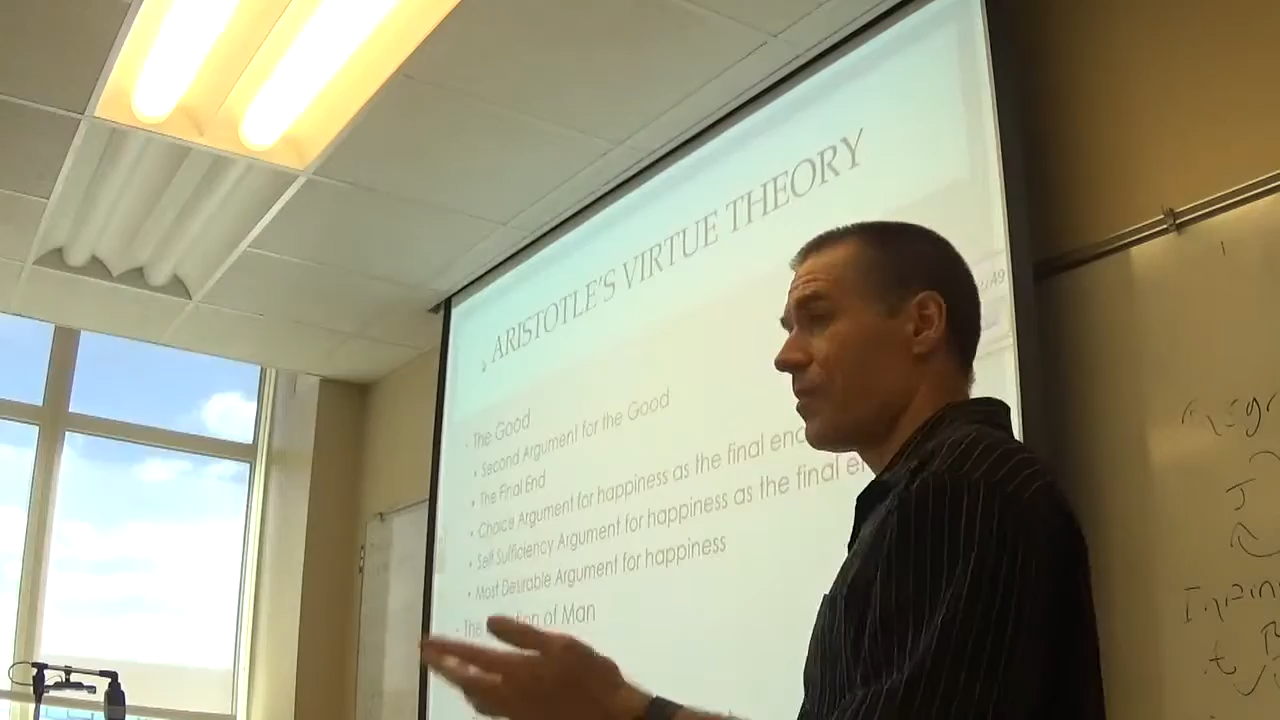 ARISTOTLE'S VIRTUE THEORY
The Good
Second Argument for the Good
The Final End
Choice Argument for happiness as the final end
Self Sufficiency Argument for happiness as the final
Most Desirable Argument for happiness
The of Man